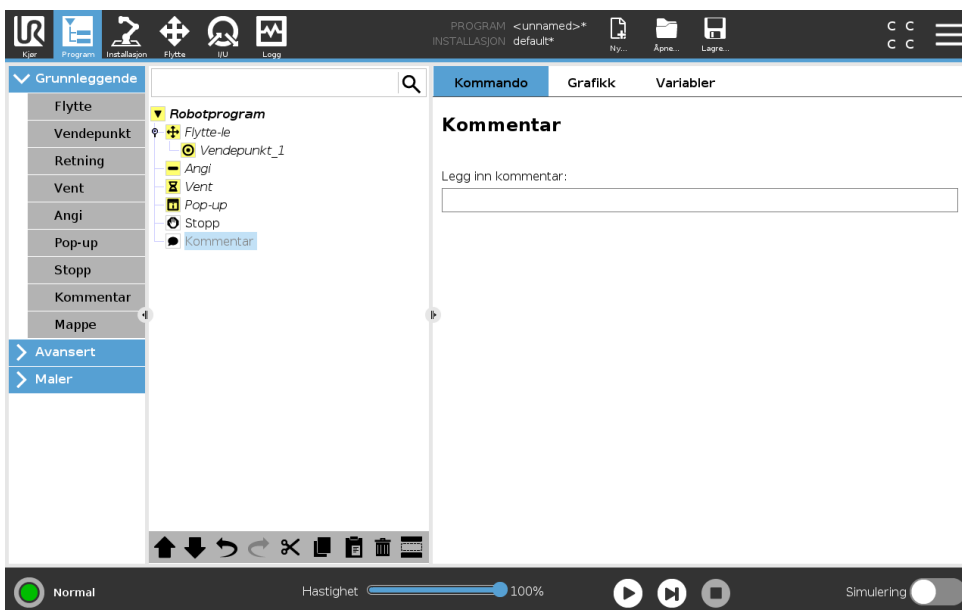 PROGRAM <unnamed>*
INSTALLASJON default*
C C
C C
Kjør Program Installasjon Flytte I/U Logg Ny... Åpne... Lagre...
Grunnleggende
Flytte
Vendepunkt
Retning
Vent
Angi
Pop-up
Stopp
Kommentar
Mappe
Avansert
Maler
Robotprogram
Flytte-le
Vendepunkt_1
Angi
Vent
Pop-up
Stopp
Kommentar
Kommando Grafikk Variabler
Kommentar
Legg inn kommentar:
Normal Hastighet 100% Simulering